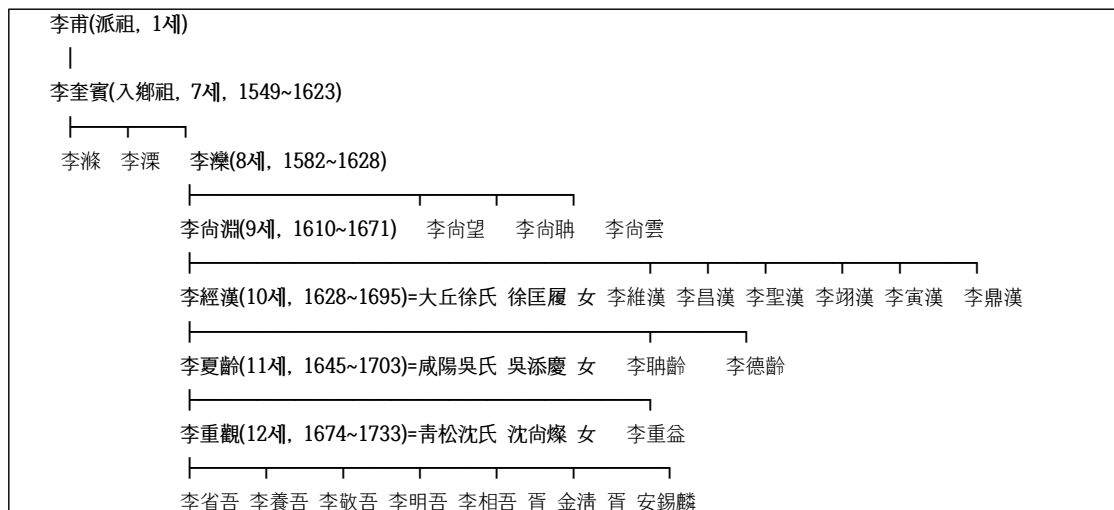 李甫(派祖, 1세)
李奎賓(入鄕祖, 7세, 1549~1623)
李滌 李溧 李灤(8세, 1582~1628)
李尙淵(9세, 1610~1671) 李尙望 李尙聃 李尙雲
李經漢(10세, 1628~1695)=大丘徐氏 徐匡履 女 李維漢 李昌漢 李聖漢 李翊漢 李寅漢 李鼎漢
李夏齡(11세, 1645~1703)=咸陽吳氏 吳添慶 女 李聃齡 李德齡
李重觀(12세, 1674~1733)=靑松沈氏 沈尙燦 女 李重益
李省吾 李養吾 李敬吾 李明吾 李相吾 胥 金淸 胥 安錫麟